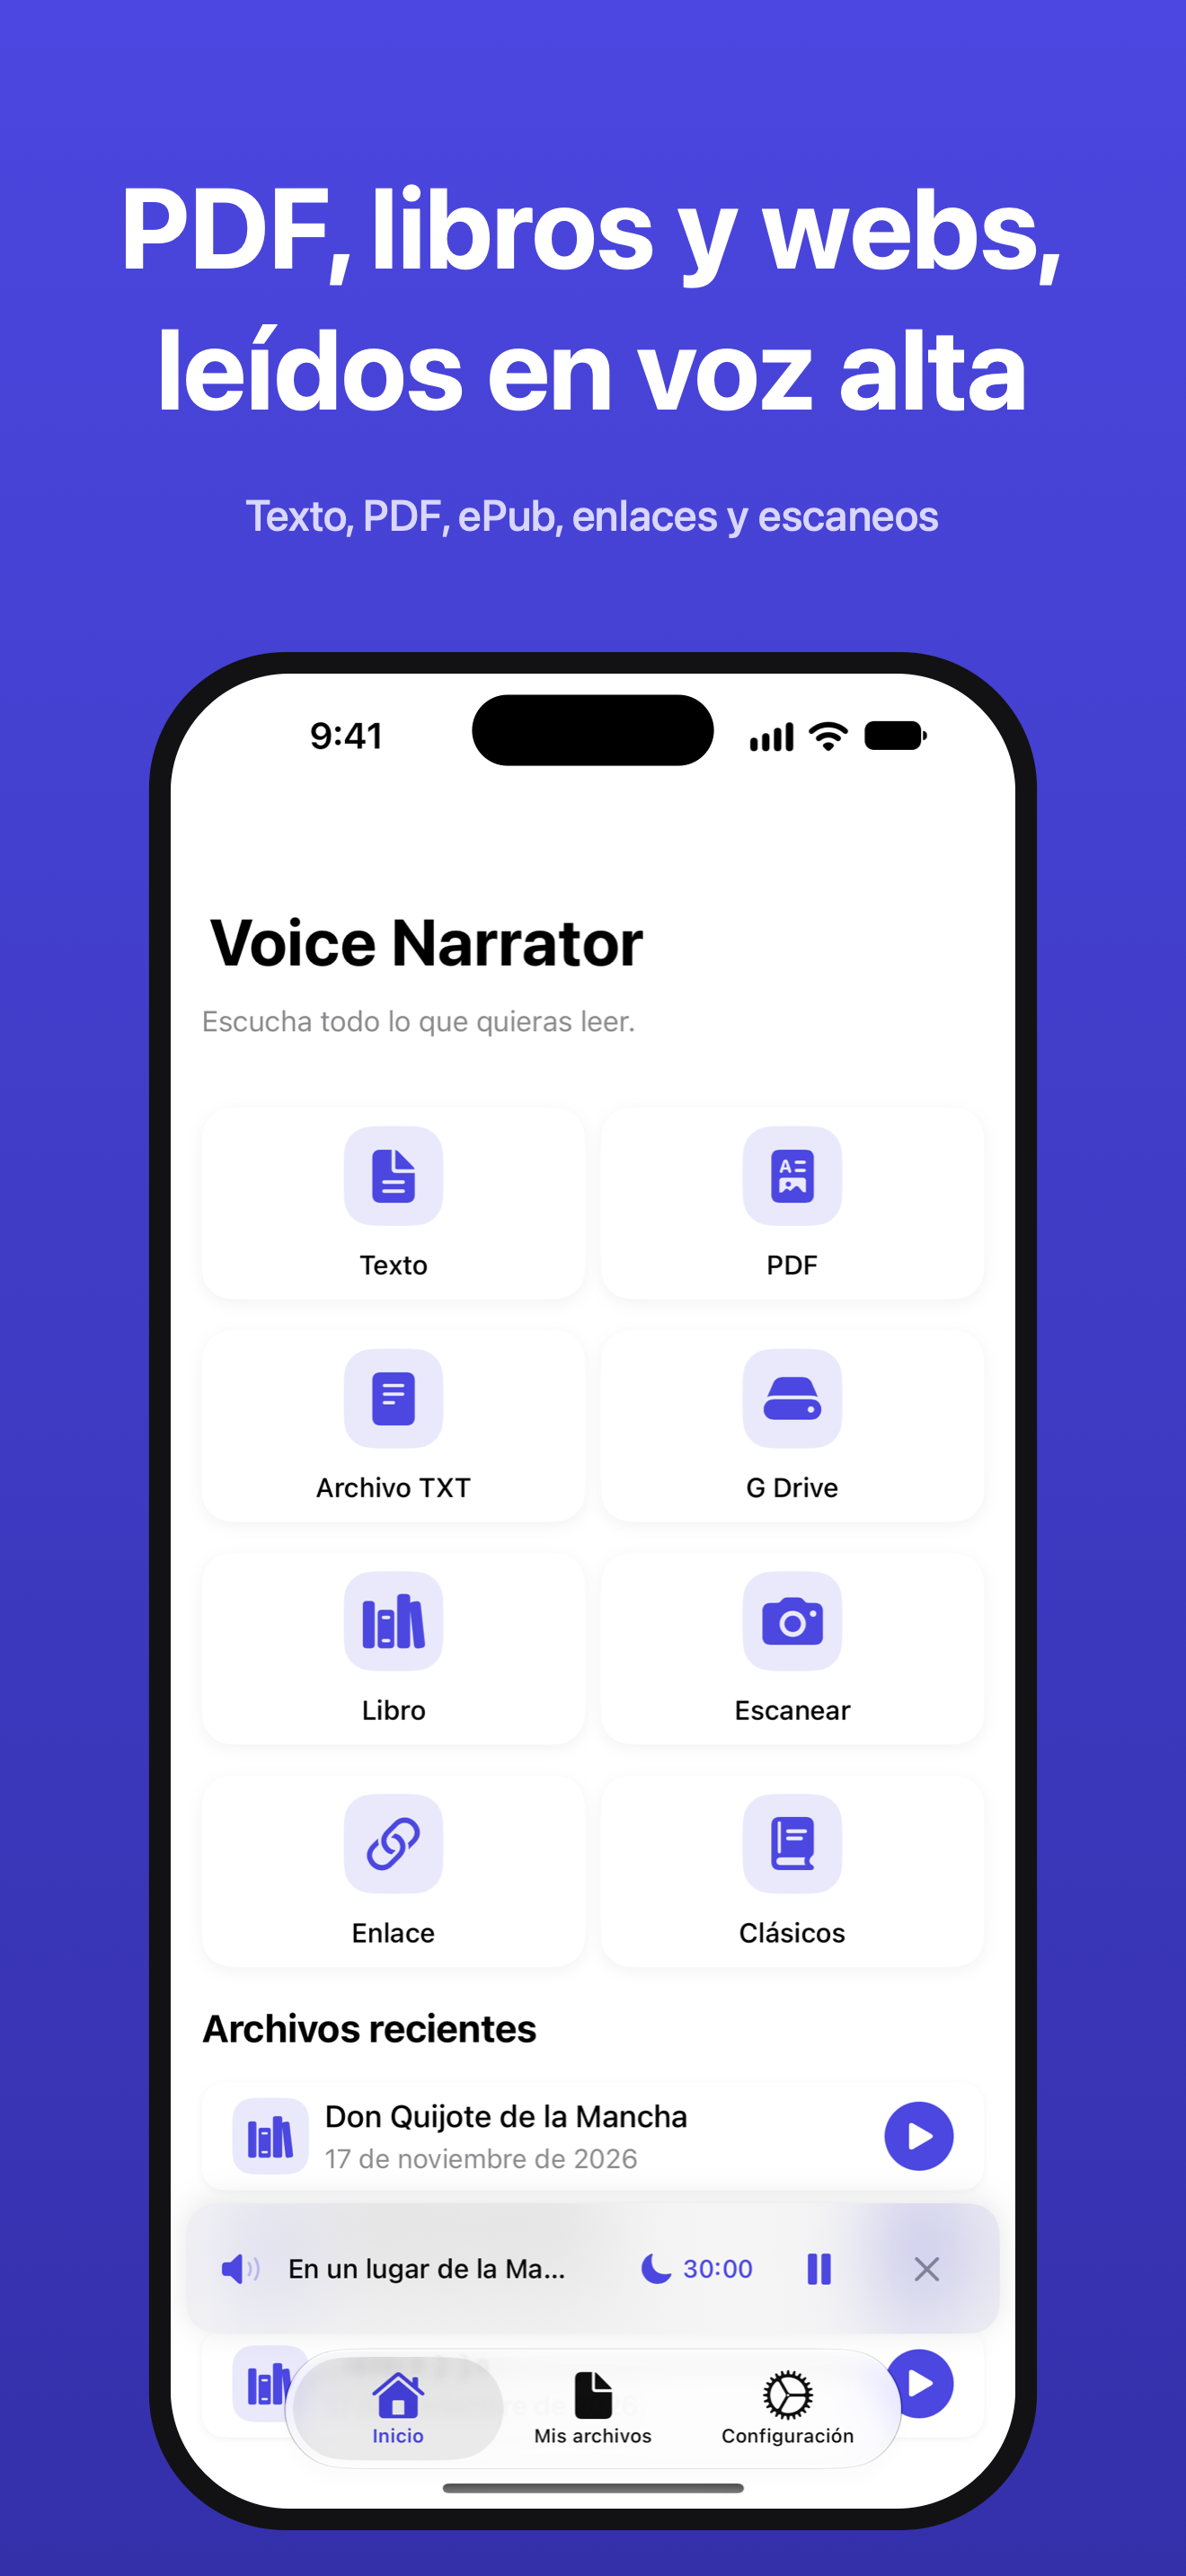 PDF, libros y webs,
leídos en voz alta
Texto, PDF, ePub, enlaces y escaneos
9:41
Voice Narrator
Escucha todo lo que quieras leer.
Texto
PDF
Archivo TXT
G Drive
Libro
Escanear
Enlace
Clásicos
Archivos recientes
Don Quijote de la Mancha
17 de noviembre de 2026
En un lugar de la Ma...
30:00
Inicio
Mis archivos
Configuración